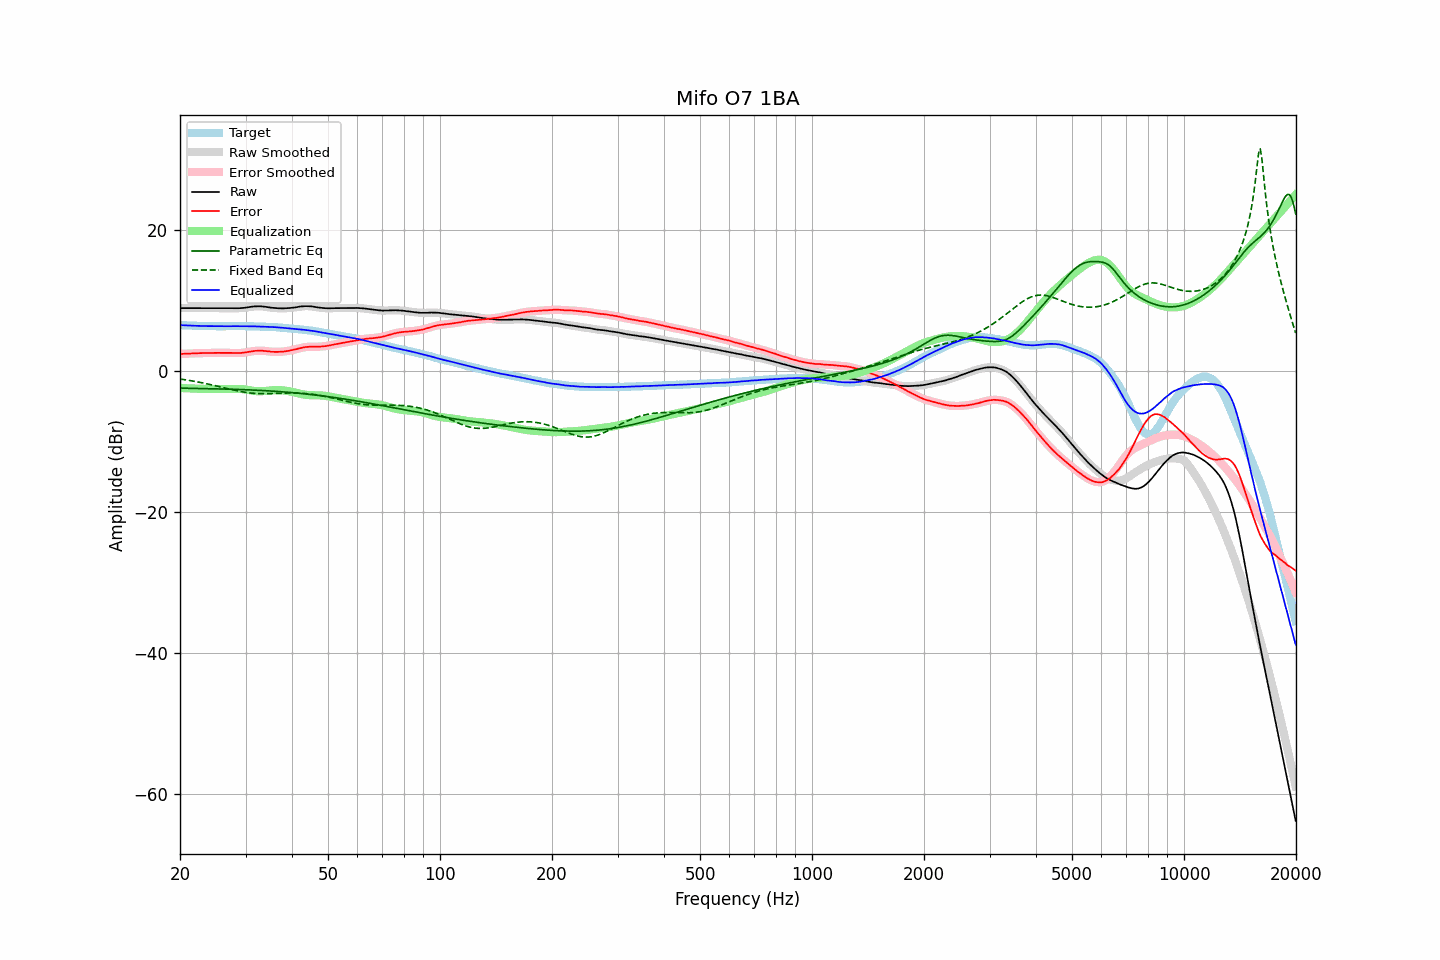 Mifo O7 1BA
Target
Raw Smoothed
Error Smoothed
Raw
Error
Equalization
Parametric Eq
Fixed Band Eq
Equalized
20
0
−20
−40
−60
Amplitude (dBr)
20
50
100
200
500
1000
2000
5000
10000
20000
Frequency (Hz)